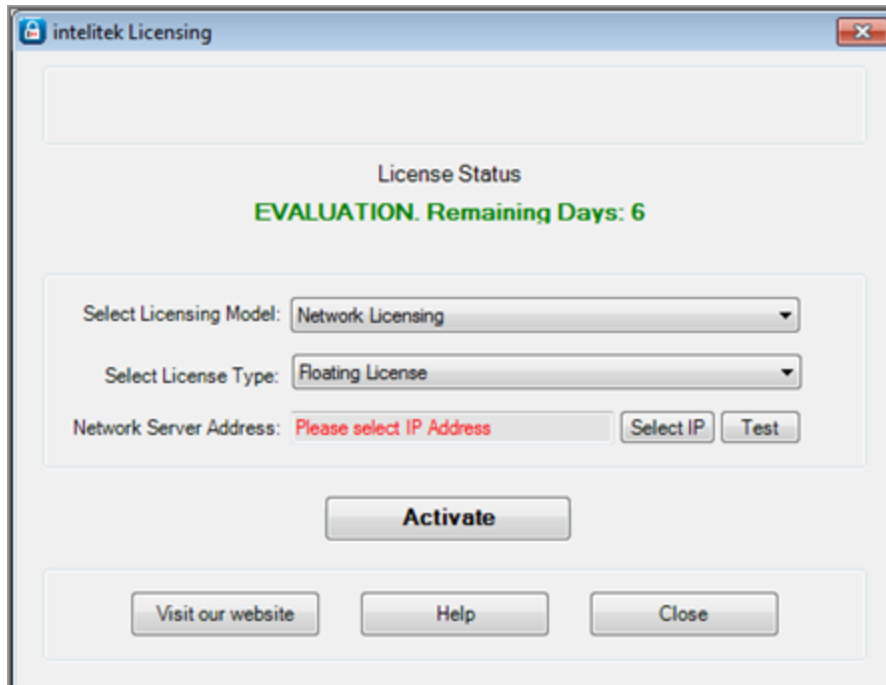 intelitek Licensing
License Status
EVALUATION. Remaining Days: 6
Select Licensing Model: Network Licensing
Select License Type: Floating License
Network Server Address: Please select IP Address Select IP Test
Activate
Visit our website Help Close